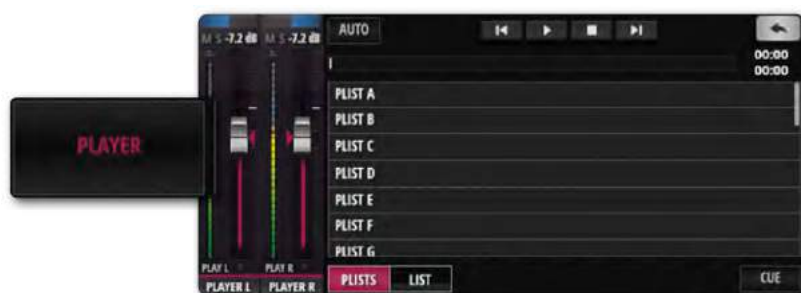 PLAYER
M S -7.2 dB
M S -7.2 dB
AUTO
00:00
00:00
PLIST A
PLIST B
PLIST C
PLIST D
PLIST E
PLIST F
PLIST G
PLAY L
PLAY R
PLAYER L
PLAYER R
PLISTS
LIST
CUE